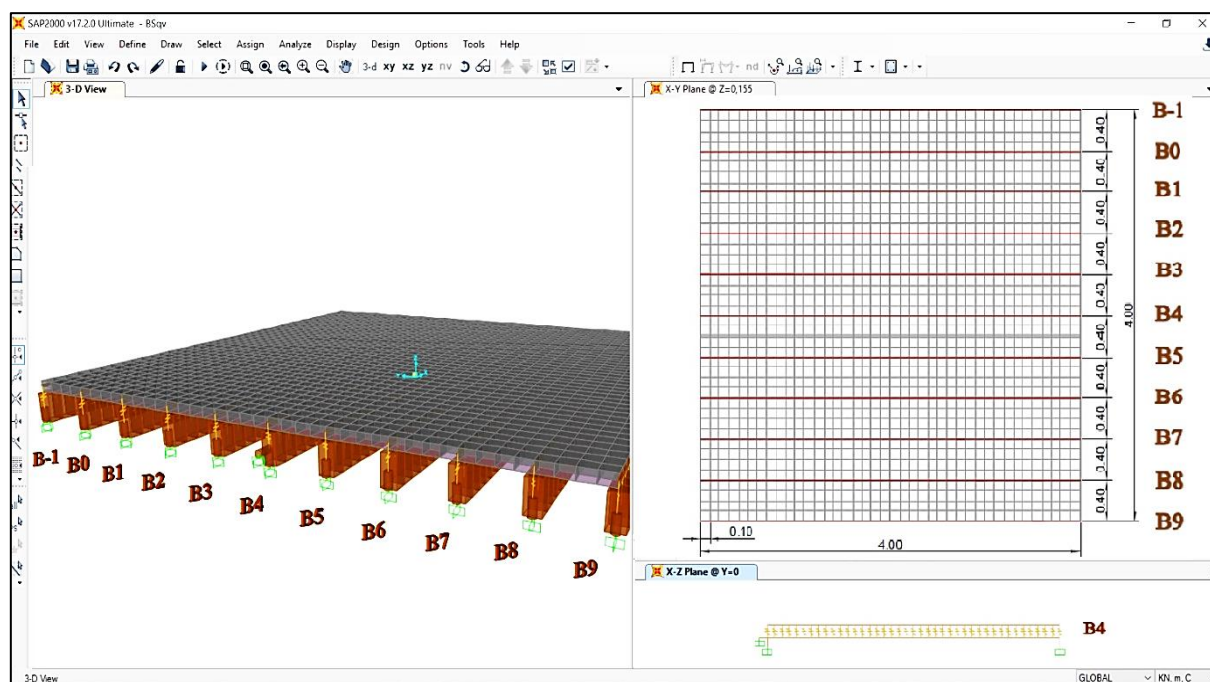 SAP2000 v17.2.0 Ultimate - BSqv
File Edit View Define Draw Select Assign Analyze Display Design Options Tools Help
3-d xy xz yz nv
nd
3-D View
B-1
B0
B1
B2
B3
B4
B5
B6
B7
B8
B9
X-Y Plane @ Z=0,155
B-1
B0
B1
B2
B3
B4
B5
B6
B7
B8
B9
0.40
0.40
0.40
0.40
0.40
0.40
0.40
0.40
0.40
0.40
4.00
0.10
4.00
X-Z Plane @ Y=0
B4
3-D View
GLOBAL
KN, m, C